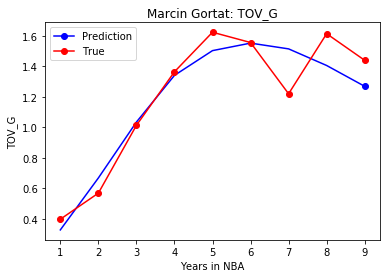 Marcin Gortat: TOV_G
Prediction
True
TOV_G
1.6
1.4
1.2
1.0
0.8
0.6
0.4
1 2 3 4 5 6 7 8 9
Years in NBA